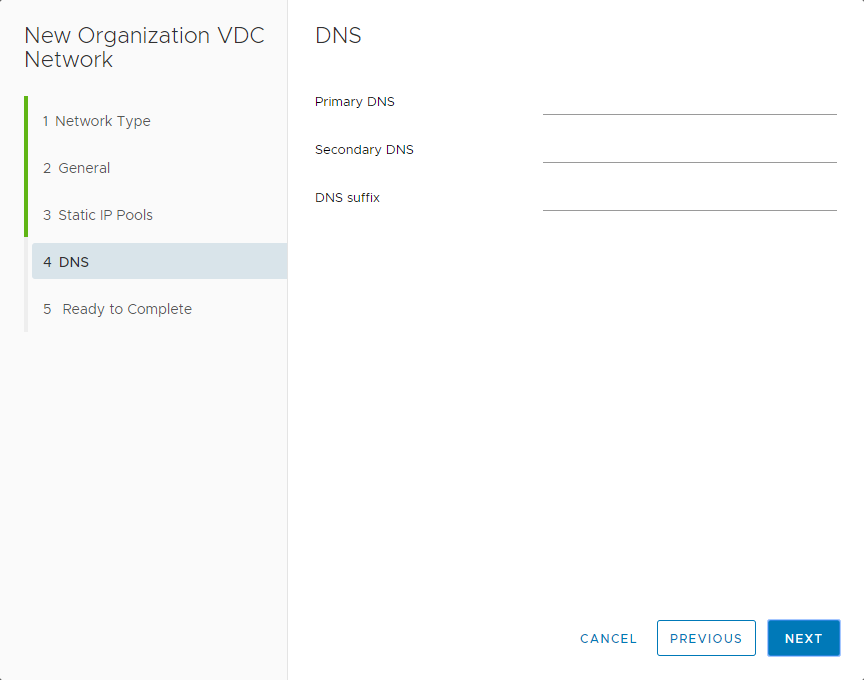 New Organization VDC
Network
1 Network Type
2 General
3 Static IP Pools
4 DNS
5 Ready to Complete
DNS
Primary DNS
Secondary DNS
DNS suffix
CANCEL
PREVIOUS
NEXT